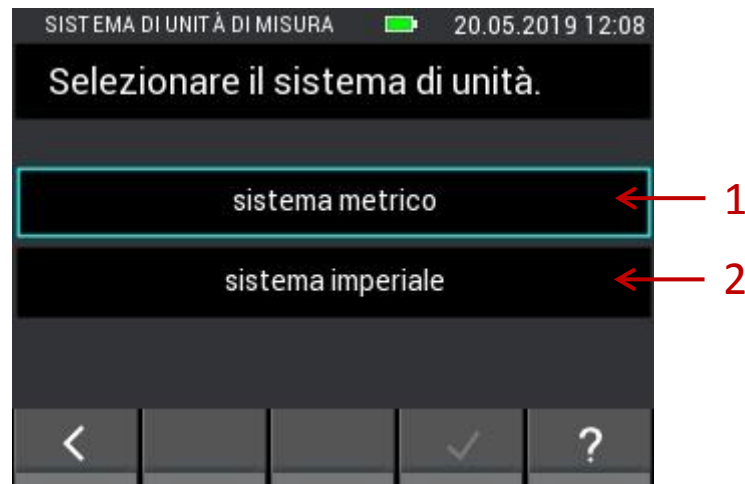 SISTEMA DI UNITÀ DI MISURA 20.05.2019 12:08
Selezionare il sistema di unità.
sistema metrico 1
sistema imperiale 2
?